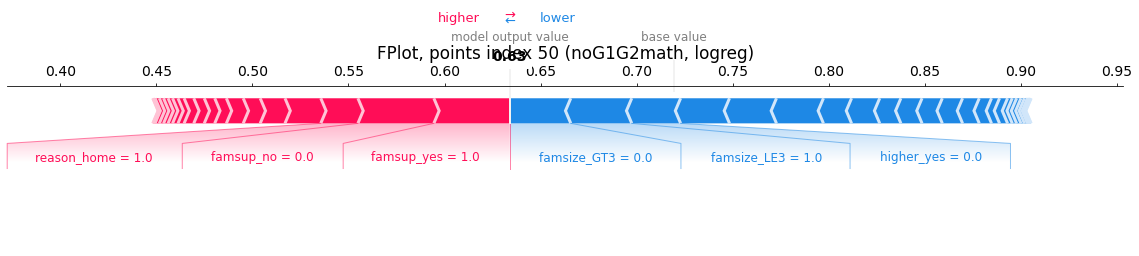 higher ⇄ lower
model output value base value
FPlot, points index 50 (noG1G2math, logreg)
0.63
0.40 0.45 0.50 0.55 0.60 0.65 0.70 0.75 0.80 0.85 0.90 0.95
reason_home = 1.0 famsup_no = 0.0 famsup_yes = 1.0 famsize_GT3 = 0.0 famsize_LE3 = 1.0 higher_yes = 0.0